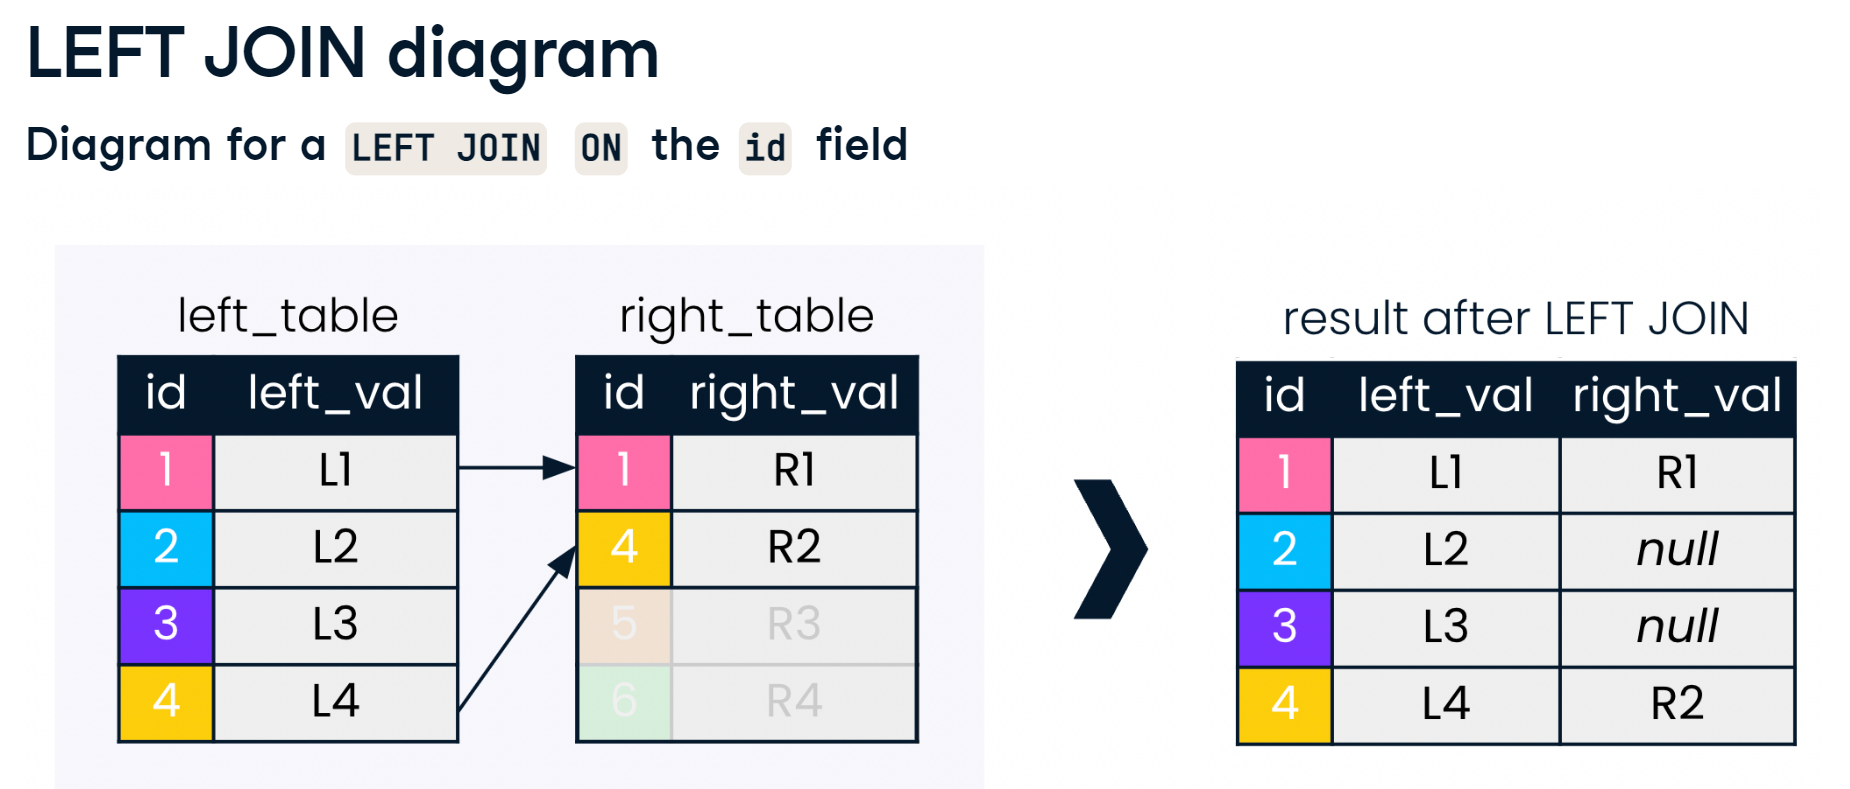 LEFT JOIN diagram
Diagram for a LEFT JOIN ON the id field
left_table
id left_val
1 L1
2 L2
3 L3
4 L4
right_table
id right_val
1 R1
4 R2
5 R3
6 R4
result after LEFT JOIN
id left_val right_val
1 L1 R1
2 L2 null
3 L3 null
4 L4 R2